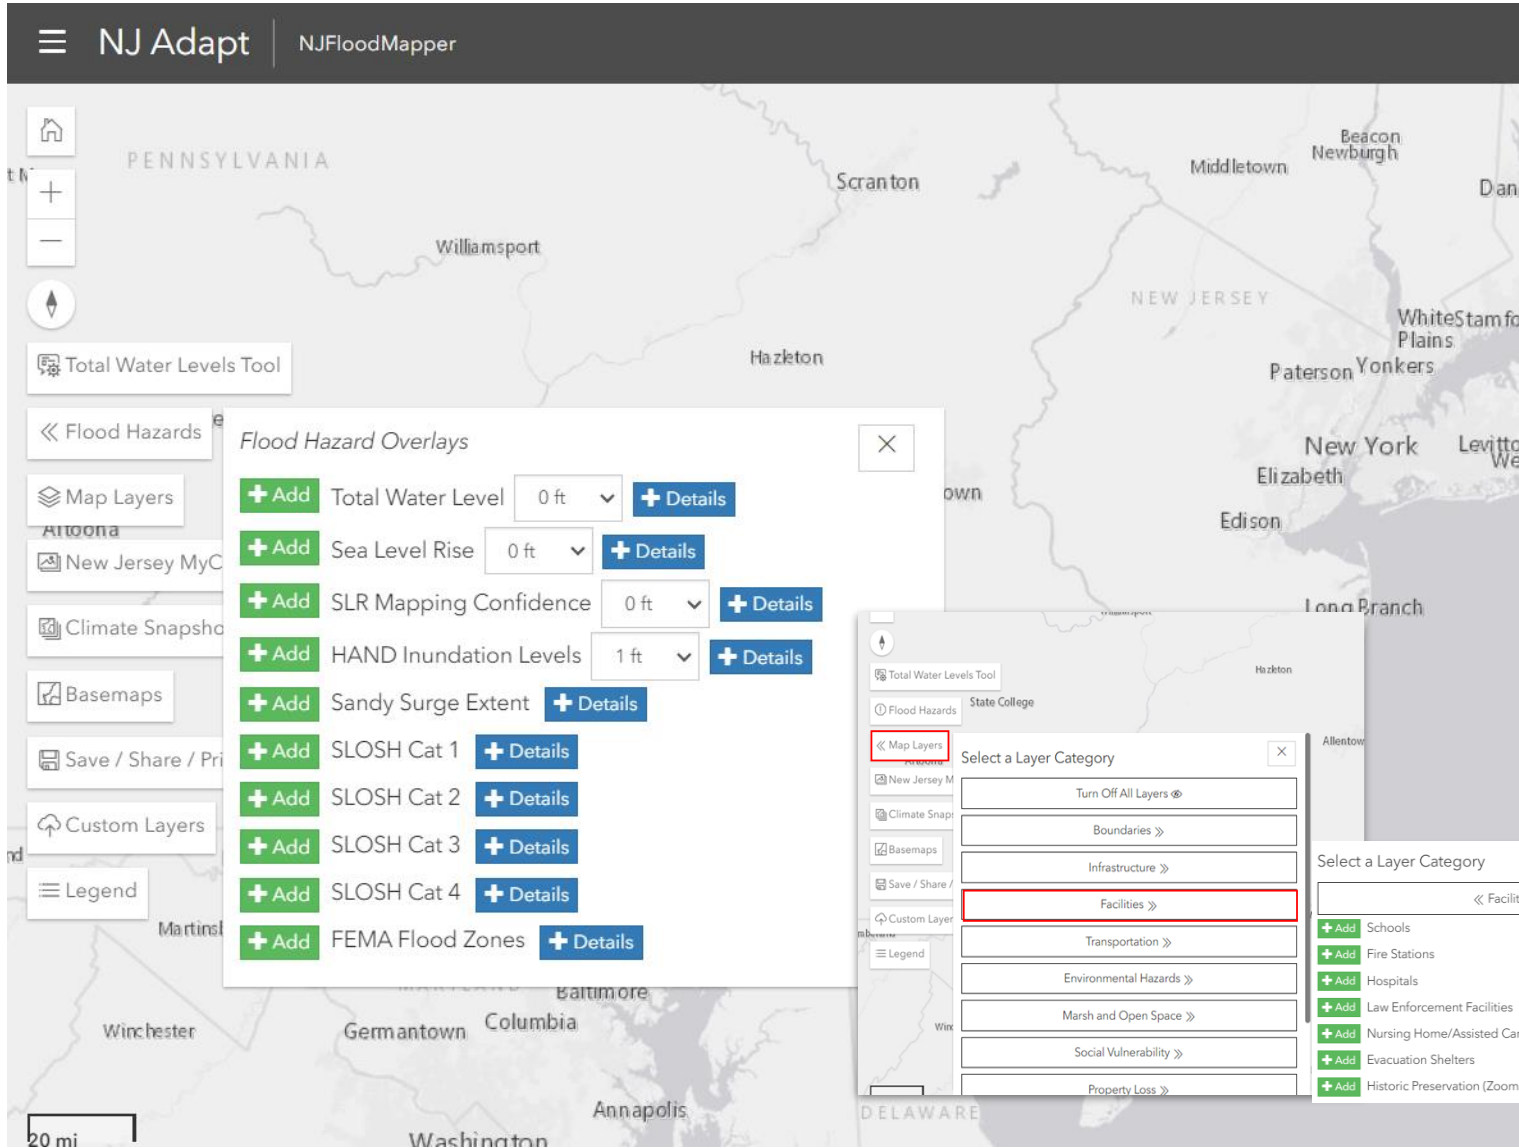 NJ Adapt
NJFloodMapper
PENNSYLVANIA
Scranton
Middletown
Beacon
Newburgh
Williamsport
NEW JERSEY
White
Plains
Hazleton
Paterson
Yonkers
Total Water Levels Tool
Flood Hazards
Map Layers
Altoona
New Jersey MyC
Climate Snapsho
Basemaps
Save / Share / Pri
Custom Layers
Legend
Flood Hazard Overlays
Add Total Water Level 0 ft Details
Add Sea Level Rise 0 ft Details
Add SLR Mapping Confidence 0 ft Details
Add HAND Inundation Levels 1 ft Details
Add Sandy Surge Extent Details
Add SLOSH Cat 1 Details
Add SLOSH Cat 2 Details
Add SLOSH Cat 3 Details
Add SLOSH Cat 4 Details
Add FEMA Flood Zones Details
New York
Elizabeth
Edison
Long Branch
Total Water Levels Tool
Flood Hazards
State College
Hazleton
Map Layers
New Jersey M
Climate Snaps
Basemaps
Save / Share /
Custom Layer
Legend
Allentow
Select a Layer Category
Turn Off All Layers
Boundaries
Infrastructure
Facilities
Transportation
Environmental Hazards
Marsh and Open Space
Social Vulnerability
Property Loss
Select a Layer Category
Facilit
Add Schools
Add Fire Stations
Add Hospitals
Add Law Enforcement Facilities
Add Nursing Home/Assisted Car
Add Evacuation Shelters
Add Historic Preservation (Zoom
Martinsb
MARYLAND
Baltimore
Winchester
Germantown
Columbia
Annapolis
DELAWARE
Washington
20 mi